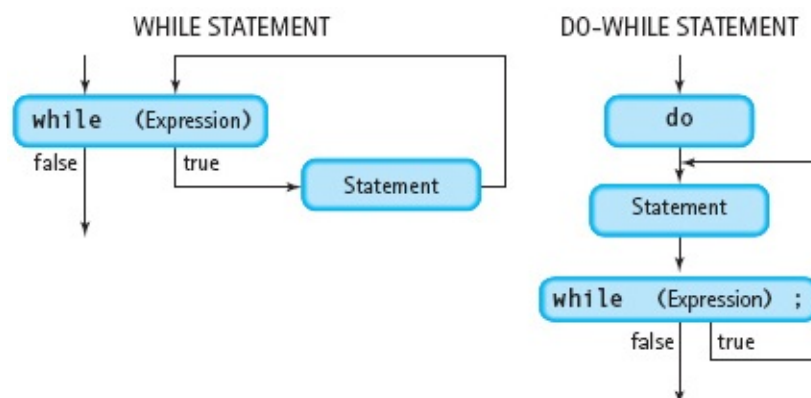 WHILE STATEMENT
while (Expression)
false
true
Statement
DO-WHILE STATEMENT
do
Statement
while (Expression) ;
false
true